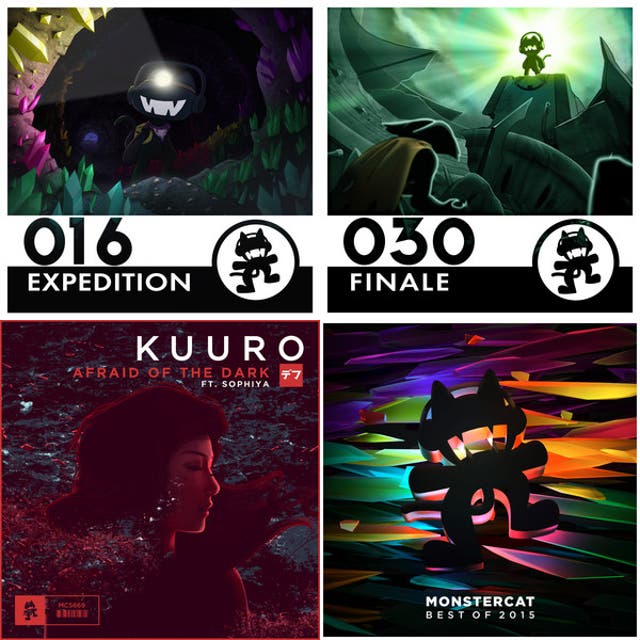 016
EXPEDITION
030
FINALE
KUURO
AFRAID OF THE DARK
デフ
FT. SOPHIYA
MCS669
MONSTERCAT
BEST OF 2015